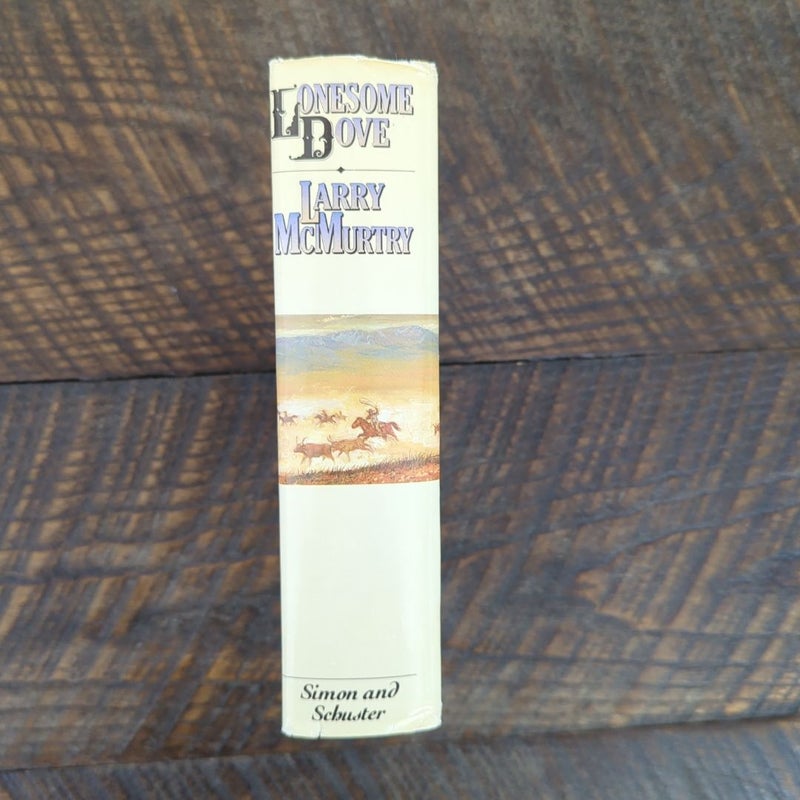 LONESOME
DOVE
LARRY
MCMURTRY
Simon and
Schuster